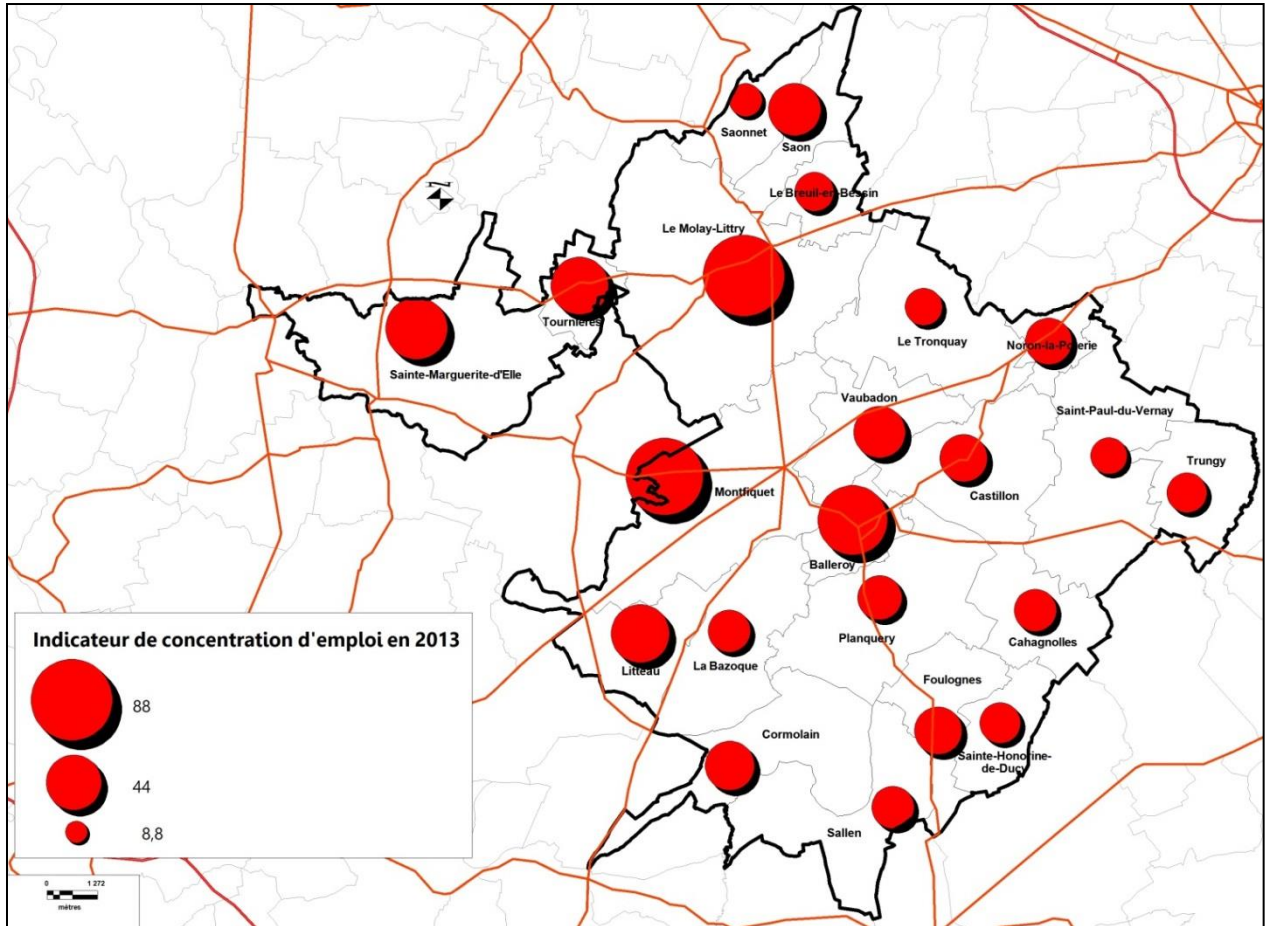 Saonnet
Saon
Le Breuil-en-Bessin
Le Molay-Littry
Tournières
Sainte-Marguerite-d'Elle
Le Tronquay
Noron-la-Poterie
Vaubadon
Saint-Paul-du-Vernay
Trungy
Castillon
Montfiquet
Balleroy
Planquery
Cahagnolles
Litteau
La Bazoque
Foulognes
Cormolain
Sainte-Honorine-
de-Ducy
Sallen
Indicateur de concentration d'emploi en 2013
88
44
8,8
0 1 272
mètres
N